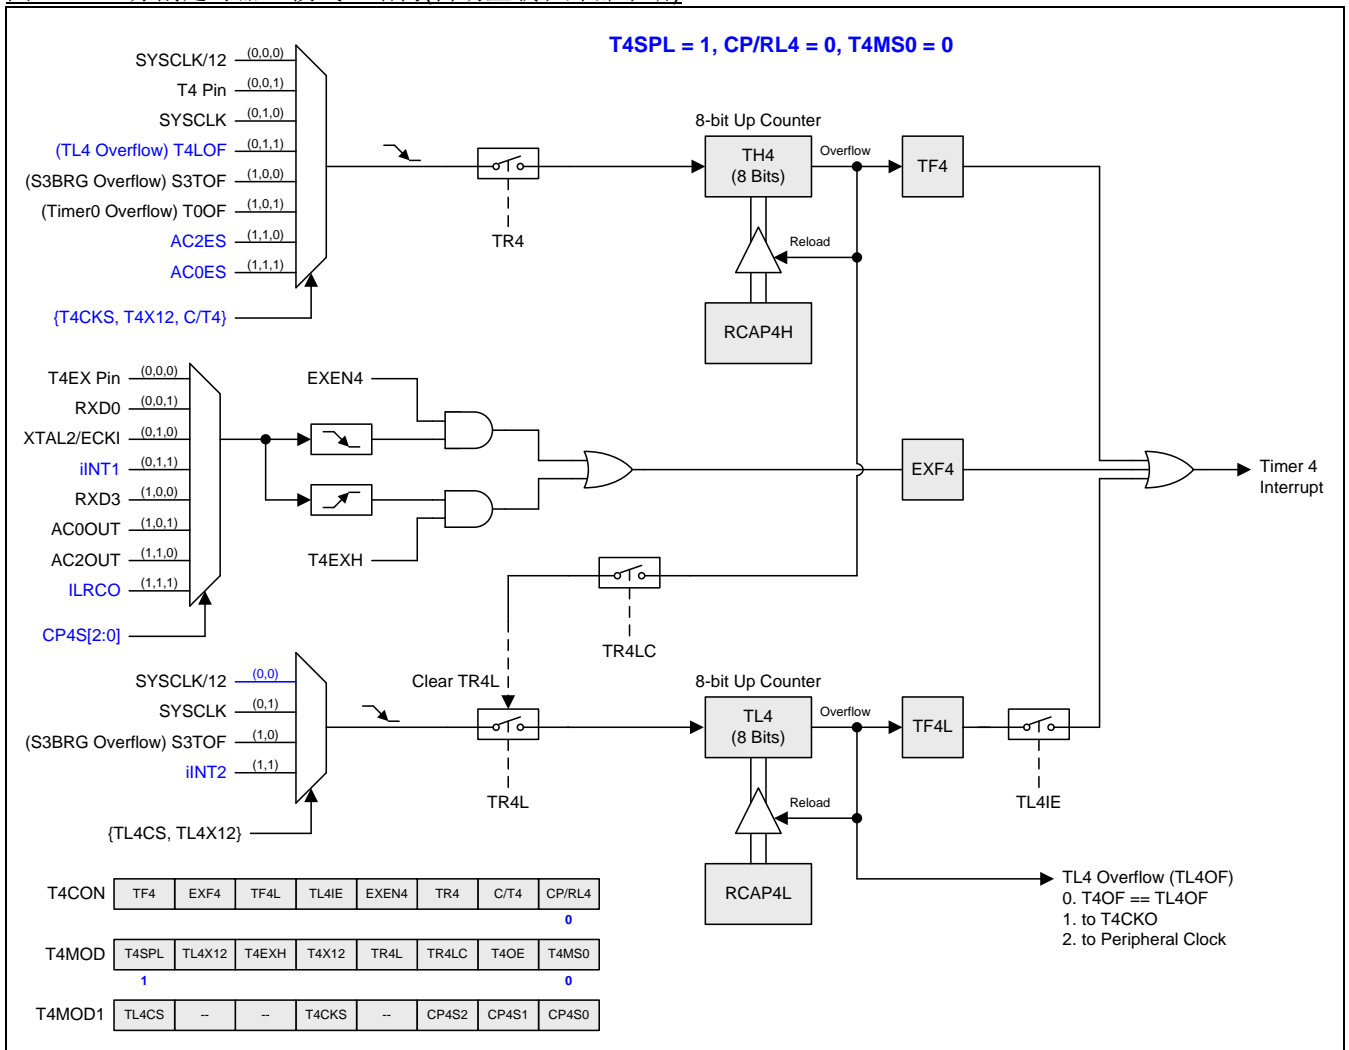 T4SPL = 1, CP/RL4 = 0, T4MS0 = 0
SYSCLK/12 (0,0,0)
T4 Pin (0,0,1)
SYSCLK (0,1,0)
(TL4 Overflow) T4LOF (0,1,1)
(S3BRG Overflow) S3TOF (1,0,0)
(Timer0 Overflow) T0OF (1,0,1)
AC2ES (1,1,0)
AC0ES (1,1,1)
{T4CKS, T4X12, C/T4}
TR4
8-bit Up Counter
TH4
(8 Bits)
Overflow
TF4
Reload
RCAP4H
T4EX Pin (0,0,0)
RXD0 (0,0,1)
XTAL2/ECKI (0,1,0)
iINT1 (0,1,1)
RXD3 (1,0,0)
AC0OUT (1,0,1)
AC2OUT (1,1,0)
ILRCO (1,1,1)
CP4S[2:0]
EXEN4
T4EXH
EXF4
Timer 4
Interrupt
TR4LC
Clear TR4L
SYSCLK/12 (0,0)
SYSCLK (0,1)
(S3BRG Overflow) S3TOF (1,0)
iINT2 (1,1)
{TL4CS, TL4X12}
TR4L
8-bit Up Counter
TL4
(8 Bits)
Overflow
TF4L
TL4IE
Reload
RCAP4L
TL4 Overflow (TL4OF)
0. T4OF == TL4OF
1. to T4CKO
2. to Peripheral Clock
T4CON TF4 EXF4 TF4L TL4IE EXEN4 TR4 C/T4 CP/RL4
0
T4MOD T4SPL TL4X12 T4EXH T4X12 TR4L TR4LC T4OE T4MS0
1 0
T4MOD1 TL4CS -- -- T4CKS -- CP4S2 CP4S1 CP4S0